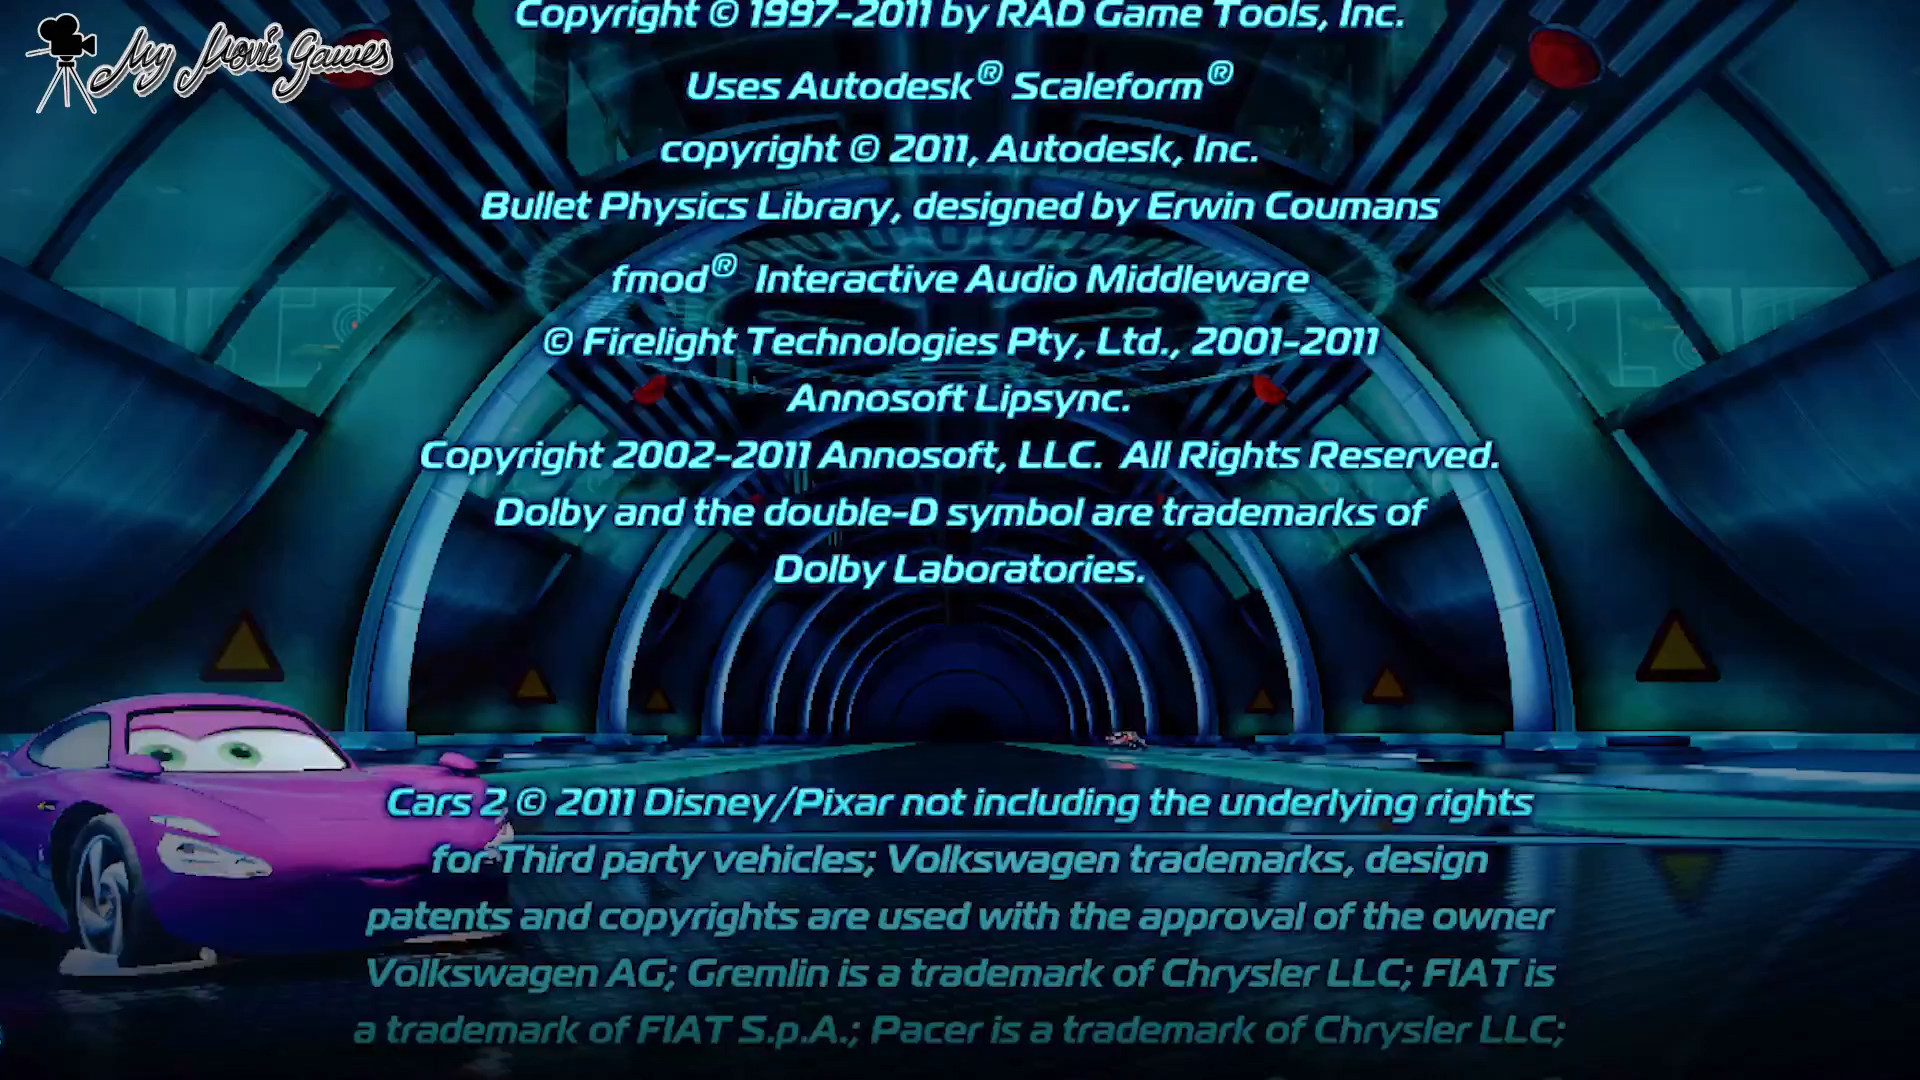 My Movie Games
Copyright © 1997-2011 by RAD Game Tools, Inc.
Uses Autodesk® Scaleform®
copyright © 2011, Autodesk, Inc.
Bullet Physics Library, designed by Erwin Coumans
fmod® Interactive Audio Middleware
© Firelight Technologies Pty, Ltd., 2001-2011
Annosoft Lipsync.
Copyright 2002-2011 Annosoft, LLC. All Rights Reserved.
Dolby and the double-D symbol are trademarks of
Dolby Laboratories.
Cars 2 © 2011 Disney/Pixar not including the underlying rights
for Third party vehicles; Volkswagen trademarks, design
patents and copyrights are used with the approval of the owner
Volkswagen AG; Gremlin is a trademark of Chrysler LLC; FIAT is
a trademark of FIAT S.p.A.; Pacer is a trademark of Chrysler LLC;